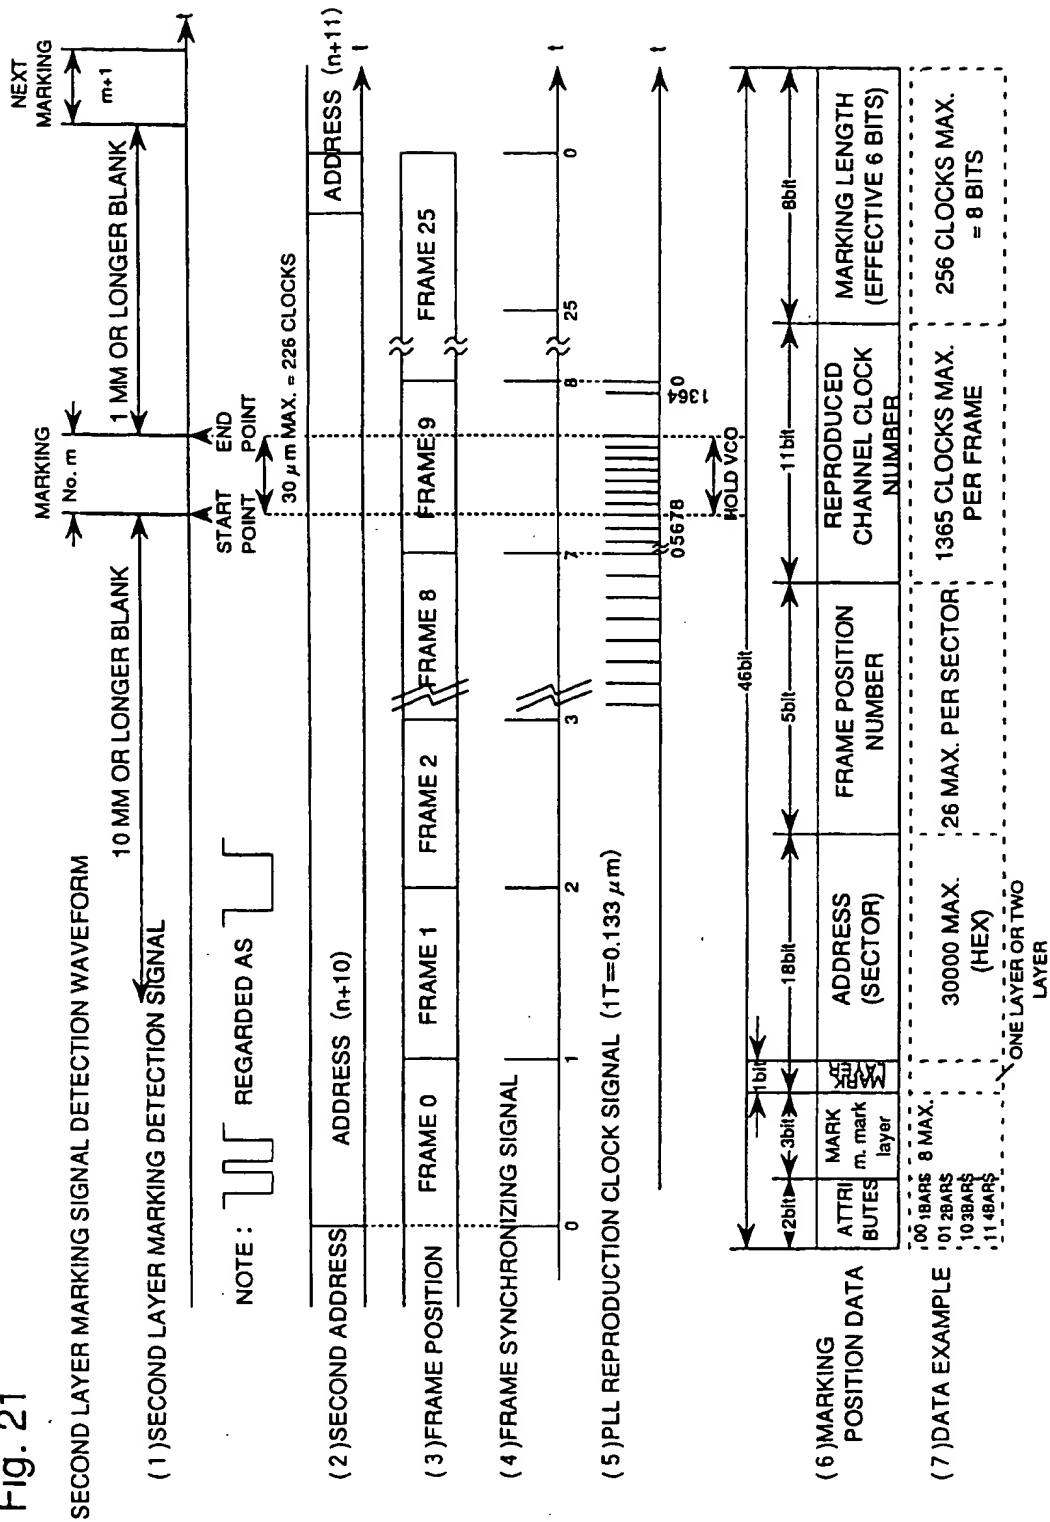 Fig. 21
SECOND LAYER MARKING SIGNAL DETECTION WAVEFORM
(1)SECOND LAYER MARKING DETECTION SIGNAL
10 MM OR LONGER BLANK
MARKING
No. m
1 MM OR LONGER BLANK
NEXT
MARKING
m+1
t
START
POINT
END
POINT
NOTE : REGARDED AS
30 μm MAX. = 226 CLOCKS
(2)SECOND ADDRESS
ADDRESS (n+10)
ADDRESS (n+11)
t
(3)FRAME POSITION
FRAME 0
FRAME 1
FRAME 2
FRAME 8
FRAME 9
FRAME 25
(4)FRAME SYNCHRONIZING SIGNAL
0 1 2 3 7 8 25 0
t
(5)PLL REPRODUCTION CLOCK SIGNAL (1T=0.133 μm)
05678
1364
0
t
HOLD VCO
46bit
2bit
3bit
1bit
18bit
5bit
11bit
8bit
(6)MARKING
POSITION DATA
ATTRI
BUTES
MARK
m. mark
layer
MARK
LAYER
ADDRESS
(SECTOR)
FRAME POSITION
NUMBER
REPRODUCED
CHANNEL CLOCK
NUMBER
MARKING LENGTH
(EFFECTIVE 6 BITS)
(7)DATA EXAMPLE
00 1BARS
01 2BARS
10 3BARS
11 4BARS
8 MAX.
30000 MAX.
(HEX)
26 MAX. PER SECTOR
1365 CLOCKS MAX.
PER FRAME
256 CLOCKS MAX.
= 8 BITS
ONE LAYER OR TWO
LAYER